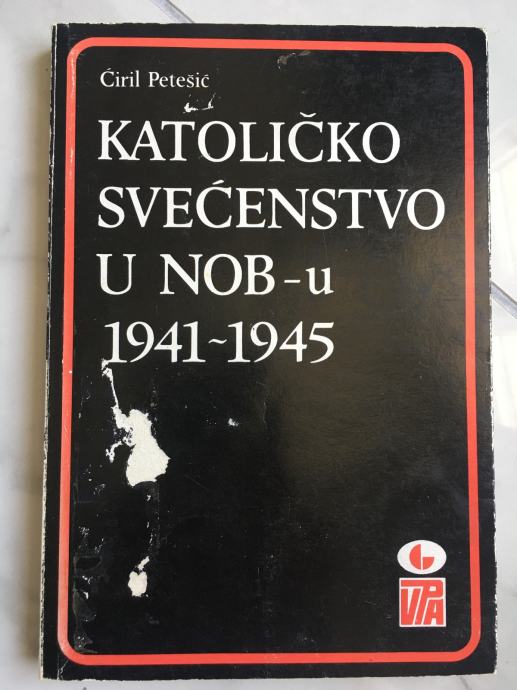 Ćiril Petešić
KATOLIČKO
SVEĆENSTVO
U NOB-u
1941-1945
G
VPA